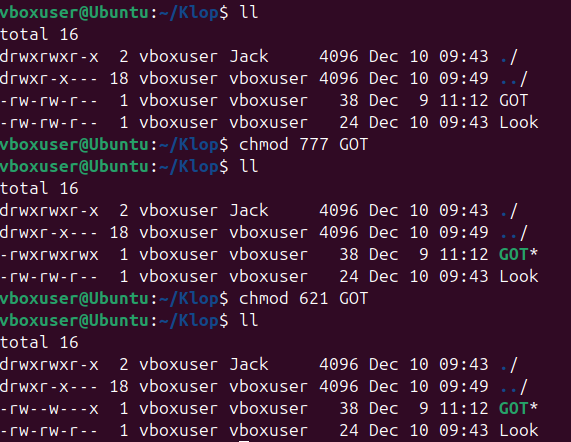 vboxuser@Ubuntu:~/Klop$ ll
total 16
drwxrwxr-x  2 vboxuser Jack     4096 Dec 10 09:43 ./
drwxr-x--- 18 vboxuser vboxuser 4096 Dec 10 09:49 ../
-rw-rw-r--  1 vboxuser vboxuser   38 Dec  9 11:12 GOT
-rw-rw-r--  1 vboxuser vboxuser   24 Dec 10 09:43 Look
vboxuser@Ubuntu:~/Klop$ chmod 777 GOT
vboxuser@Ubuntu:~/Klop$ ll
total 16
drwxrwxr-x  2 vboxuser Jack     4096 Dec 10 09:43 ./
drwxr-x--- 18 vboxuser vboxuser 4096 Dec 10 09:49 ../
-rwxrwxrwx  1 vboxuser vboxuser   38 Dec  9 11:12 GOT*
-rw-rw-r--  1 vboxuser vboxuser   24 Dec 10 09:43 Look
vboxuser@Ubuntu:~/Klop$ chmod 621 GOT
vboxuser@Ubuntu:~/Klop$ ll
total 16
drwxrwxr-x  2 vboxuser Jack     4096 Dec 10 09:43 ./
drwxr-x--- 18 vboxuser vboxuser 4096 Dec 10 09:49 ../
-rw--w---x  1 vboxuser vboxuser   38 Dec  9 11:12 GOT*
-rw-rw-r--  1 vboxuser vboxuser   24 Dec 10 09:43 Look